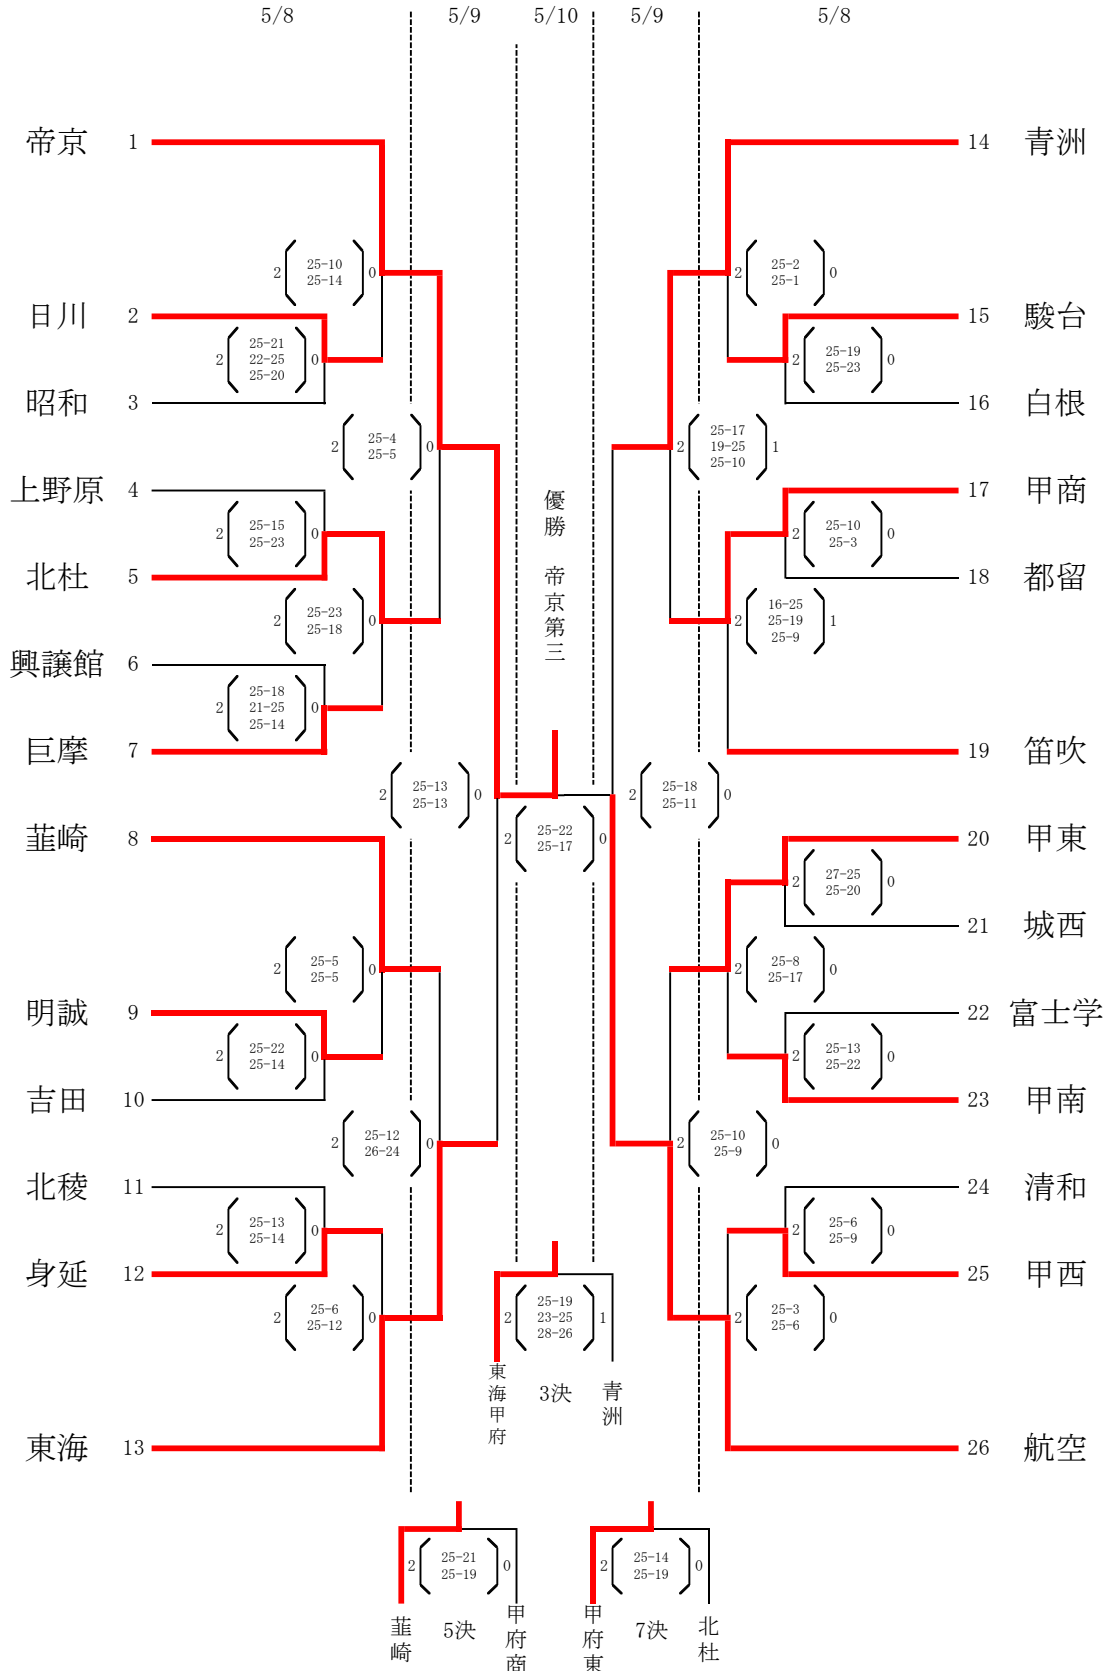 5/8 5/9 5/10 5/9 5/8
帝京 1
14 青洲
2 25-10 0
25-14
2 25-2 0
25-1
日川 2
15 駿台
2 25-21 0
22-25
25-20
2 25-19 0
25-23
昭和 3
16 白根
2 25-4 0
25-5
2 25-17 1
19-25
25-10
上野原 4
17 甲商
優勝 帝京第三
2 25-15 0
25-23
2 25-10 0
25-3
北杜 5
18 都留
2 25-23 0
25-18
2 16-25 1
25-19
25-9
興譲館 6
2 25-18 0
21-25
25-14
巨摩 7
19 笛吹
2 25-13 0
25-13
2 25-18 0
25-11
2 25-22 0
25-17
韮崎 8
20 甲東
2 27-25 0
25-20
21 城西
2 25-5 0
25-5
2 25-8 0
25-17
明誠 9
22 富士学
2 25-22 0
25-14
2 25-13 0
25-22
吉田 10
23 甲南
2 25-12 0
26-24
2 25-10 0
25-9
北稜 11
24 清和
2 25-13 0
25-14
2 25-6 0
25-9
身延 12
25 甲西
2 25-6 0
25-12
2 25-19 1
23-25
28-26
2 25-3 0
25-6
東海甲府
3決
青洲
東海 13
26 航空
2 25-21 0
25-19
2 25-14 0
25-19
韮崎
5決
甲府商
甲府東
7決
北杜